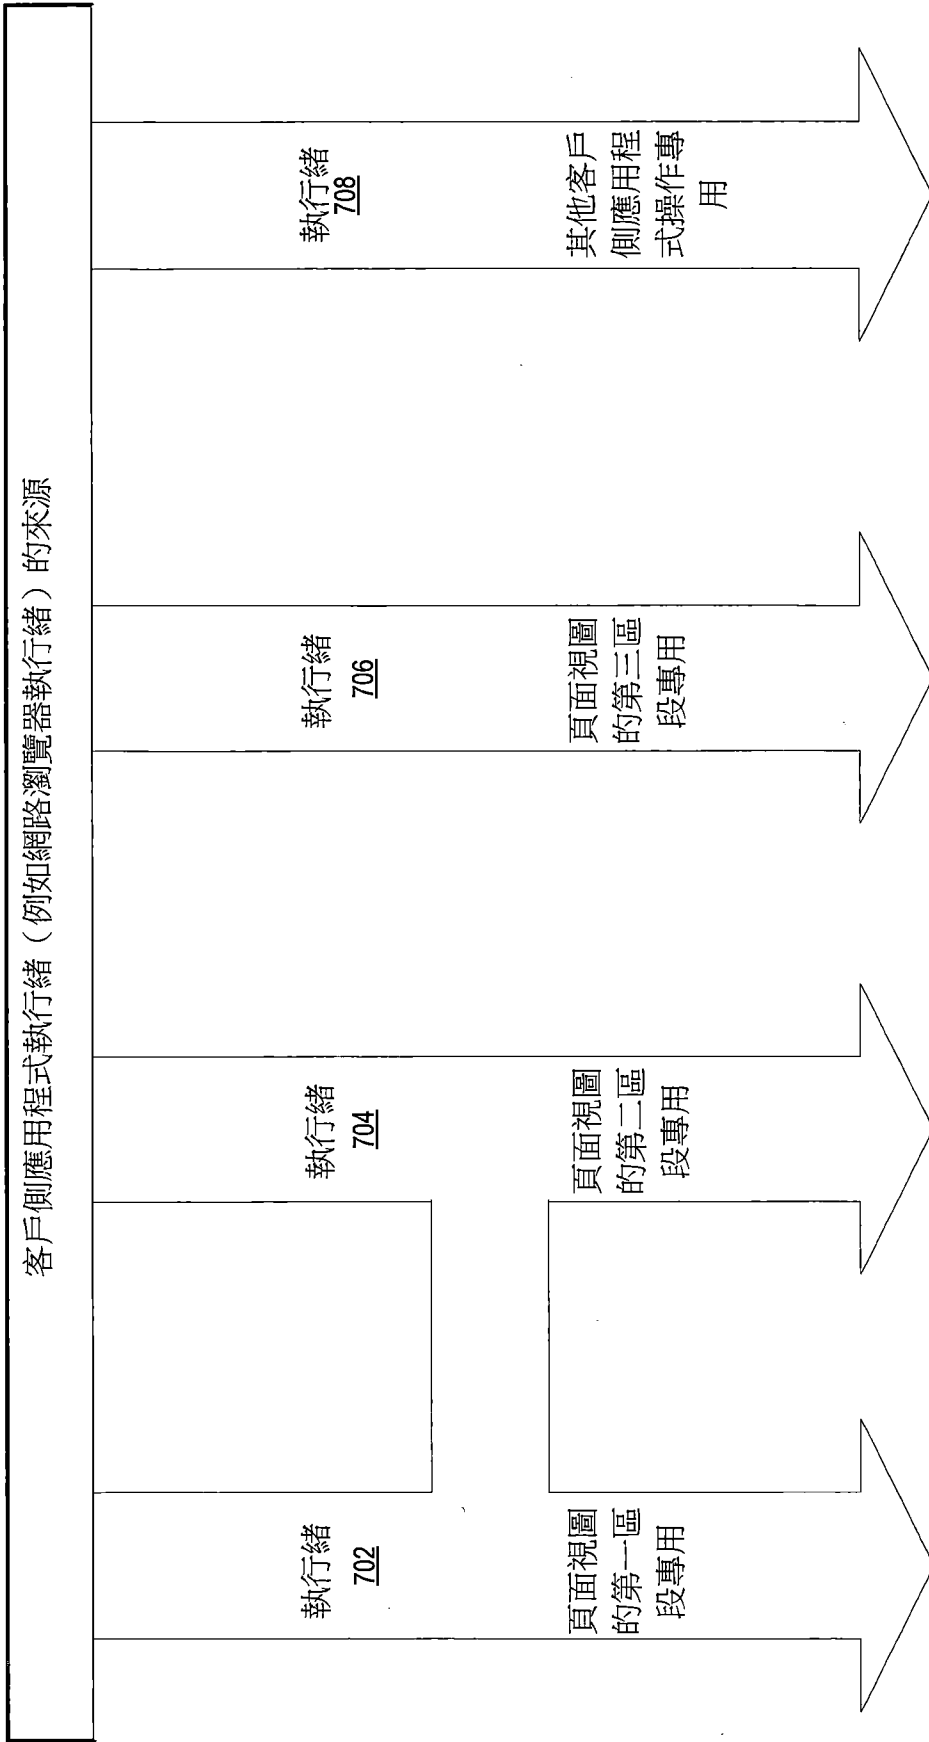 客戶側應用程式執行緒（例如網路瀏覽器執行緒）的來源
執行緒
702
頁面視圖
的第一區
段專用
執行緒
704
頁面視圖
的第二區
段專用
執行緒
706
頁面視圖
的第三區
段專用
執行緒
708
其他客戶
側應用程
式操作專
用